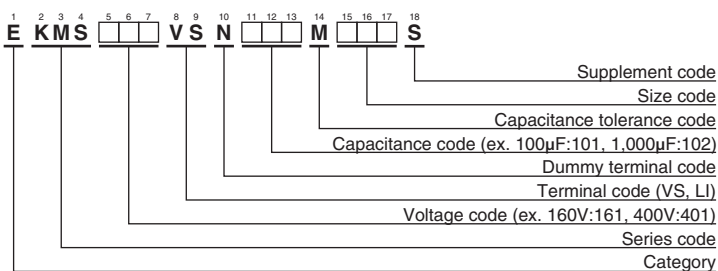 1 2 3 4 5 6 7 8 9 10 11 12 13 14 15 16 17 18
E KMS VS N M S
Supplement code
Size code
Capacitance tolerance code
Capacitance code (ex. 100μF:101, 1,000μF:102)
Dummy terminal code
Terminal code (VS, LI)
Voltage code (ex. 160V:161, 400V:401)
Series code
Category